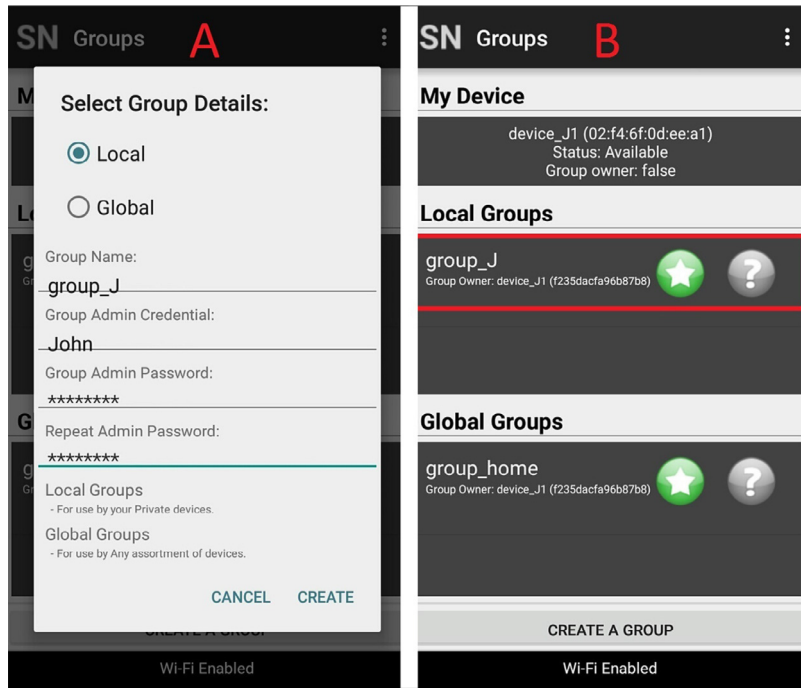 SN Groups A
M
Select Group Details:
Local
Global
L
Group Name:
group_J
Group Admin Credential:
John
Group Admin Password:
********
Repeat Admin Password:
********
G
Local Groups
- For use by your Private devices.
Global Groups
- For use by Any assortment of devices.
CANCEL CREATE
Wi-Fi Enabled
SN Groups B
My Device
device_J1 (02:f4:6f:0d:ee:a1)
Status: Available
Group owner: false
Local Groups
group_J
Group Owner: device_J1 (f235dacfa96b87b8)
?
Global Groups
group_home
Group Owner: device_J1 (f235dacfa96b87b8)
?
CREATE A GROUP
Wi-Fi Enabled